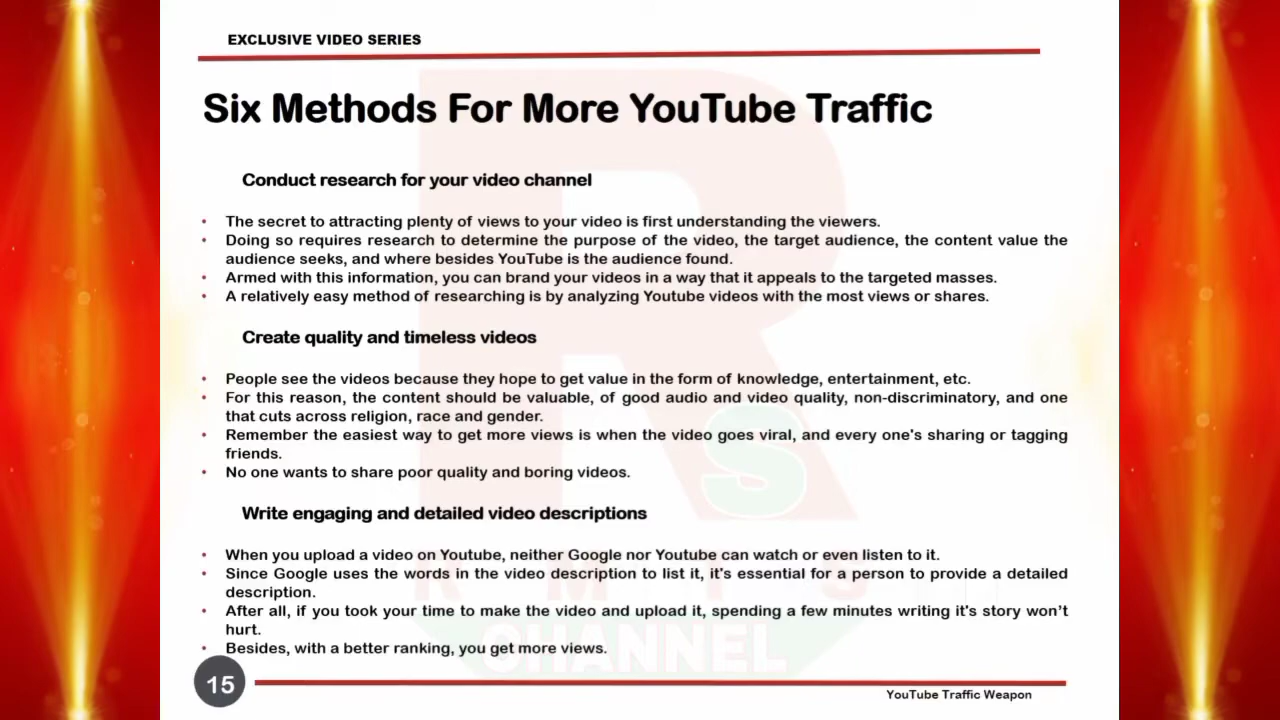 EXCLUSIVE VIDEO SERIES
Six Methods For More YouTube Traffic
Conduct research for your video channel
• The secret to attracting plenty of views to your video is first understanding the viewers.
• Doing so requires research to determine the purpose of the video, the target audience, the content value the
audience seeks, and where besides YouTube is the audience found.
• Armed with this information, you can brand your videos in a way that it appeals to the targeted masses.
• A relatively easy method of researching is by analyzing Youtube videos with the most views or shares.
Create quality and timeless videos
• People see the videos because they hope to get value in the form of knowledge, entertainment, etc.
• For this reason, the content should be valuable, of good audio and video quality, non-discriminatory, and one
that cuts across religion, race and gender.
• Remember the easiest way to get more views is when the video goes viral, and every one's sharing or tagging
friends.
• No one wants to share poor quality and boring videos.
Write engaging and detailed video descriptions
• When you upload a video on Youtube, neither Google nor Youtube can watch or even listen to it.
• Since Google uses the words in the video description to list it, it's essential for a person to provide a detailed
description.
• After all, if you took your time to make the video and upload it, spending a few minutes writing it's story won’t
hurt.
• Besides, with a better ranking, you get more views.
Rs
CHANNEL
15
YouTube Traffic Weapon